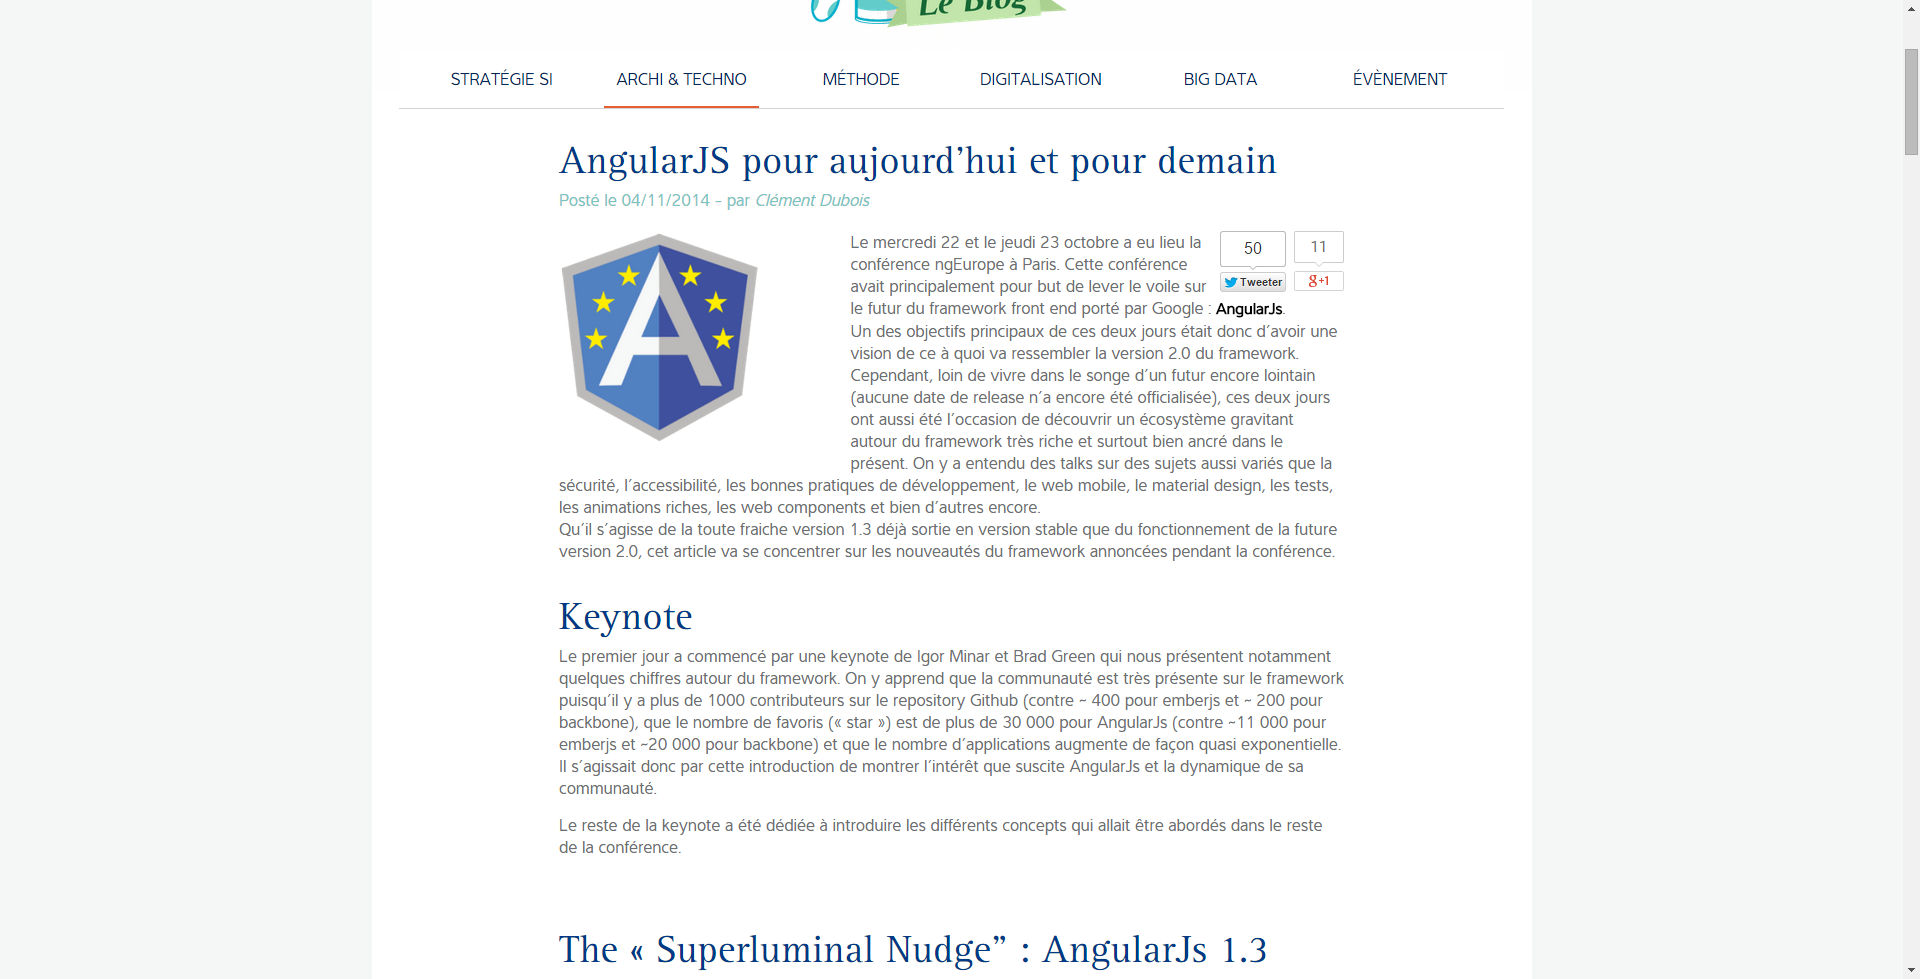 Le Blog
STRATÉGIE SI ARCHI & TECHNO MÉTHODE DIGITALISATION BIG DATA ÉVÈNEMENT
AngularJS pour aujourd’hui et pour demain
Posté le 04/11/2014 – par Clément Dubois
50
11
Tweeter
g+1
Le mercredi 22 et le jeudi 23 octobre a eu lieu la
conférence ngEurope à Paris. Cette conférence
avait principalement pour but de lever le voile sur
le futur du framework front end porté par Google : AngularJs.
Un des objectifs principaux de ces deux jours était donc d’avoir une
vision de ce à quoi va ressembler la version 2.0 du framework.
Cependant, loin de vivre dans le songe d’un futur encore lointain
(aucune date de release n’a encore été officialisée), ces deux jours
ont aussi été l’occasion de découvrir un écosystème gravitant
autour du framework très riche et surtout bien ancré dans le
présent. On y a entendu des talks sur des sujets aussi variés que la
sécurité, l’accessibilité, les bonnes pratiques de développement, le web mobile, le material design, les tests,
les animations riches, les web components et bien d’autres encore.
Qu’il s’agisse de la toute fraiche version 1.3 déjà sortie en version stable que du fonctionnement de la future
version 2.0, cet article va se concentrer sur les nouveautés du framework annoncées pendant la conférence.
Keynote
Le premier jour a commencé par une keynote de Igor Minar et Brad Green qui nous présentent notamment
quelques chiffres autour du framework. On y apprend que la communauté est très présente sur le framework
puisqu’il y a plus de 1000 contributeurs sur le repository Github (contre ~ 400 pour emberjs et ~ 200 pour
backbone), que le nombre de favoris (« star ») est de plus de 30 000 pour AngularJs (contre ~11 000 pour
emberjs et ~20 000 pour backbone) et que le nombre d’applications augmente de façon quasi exponentielle.
Il s’agissait donc par cette introduction de montrer l’intérêt que suscite AngularJs et la dynamique de sa
communauté.
Le reste de la keynote a été dédiée à introduire les différents concepts qui allait être abordés dans le reste
de la conférence.
The « Superluminal Nudge” : AngularJs 1.3